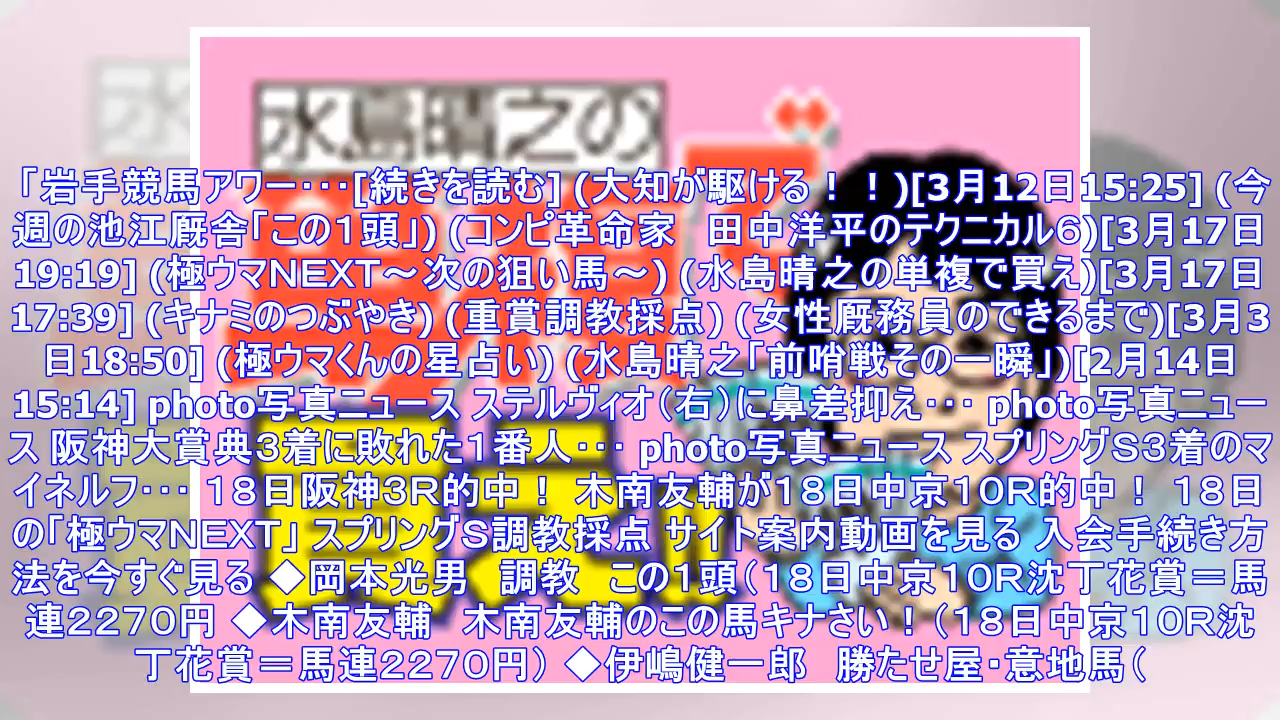 水島晴之の
「岩手競馬アワー･･･[続きを読む] (大知が駆ける！！)[3月12日15:25] (今
週の池江厩舎「この１頭」) (コンピ革命家　田中洋平のテクニカル６)[3月17日
19:19] (極ウマＮＥＸＴ～次の狙い馬～) (水島晴之の単複で買え)[3月17日
17:39] (キナミのつぶやき) (重賞調教採点) (女性厩務員のできるまで)[3月3
日18:50] (極ウマくんの星占い) (水島晴之「前哨戦その一瞬」)[2月14日
15:14] photo写真ニュース ステルヴィオ（右）に鼻差抑え･･･ photo写真ニュー
ス 阪神大賞典３着に敗れた１番人･･･ photo写真ニュース スプリングＳ３着のマ
イネルフ･･･ １８日阪神３Ｒ的中！ 木南友輔が１８日中京１０Ｒ的中！ １８日
の「極ウマＮＥＸＴ」 スプリングＳ調教採点 サイト案内動画を見る 入会手続き方
法を今すぐ見る ◆岡本光男　調教　この１頭（１８日中京１０Ｒ沈丁花賞＝馬
連２２７０円 ◆木南友輔　木南友輔のこの馬キナさい！（１８日中京１０Ｒ沈
丁花賞＝馬連２２７０円） ◆伊嶋健一郎　勝たせ屋・意地馬（